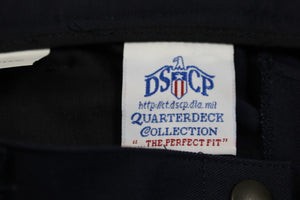 DSCP
http://ct.dscp.dla.mil
QUARTERDECK
COLLECTION
"THE PERFECT FIT"